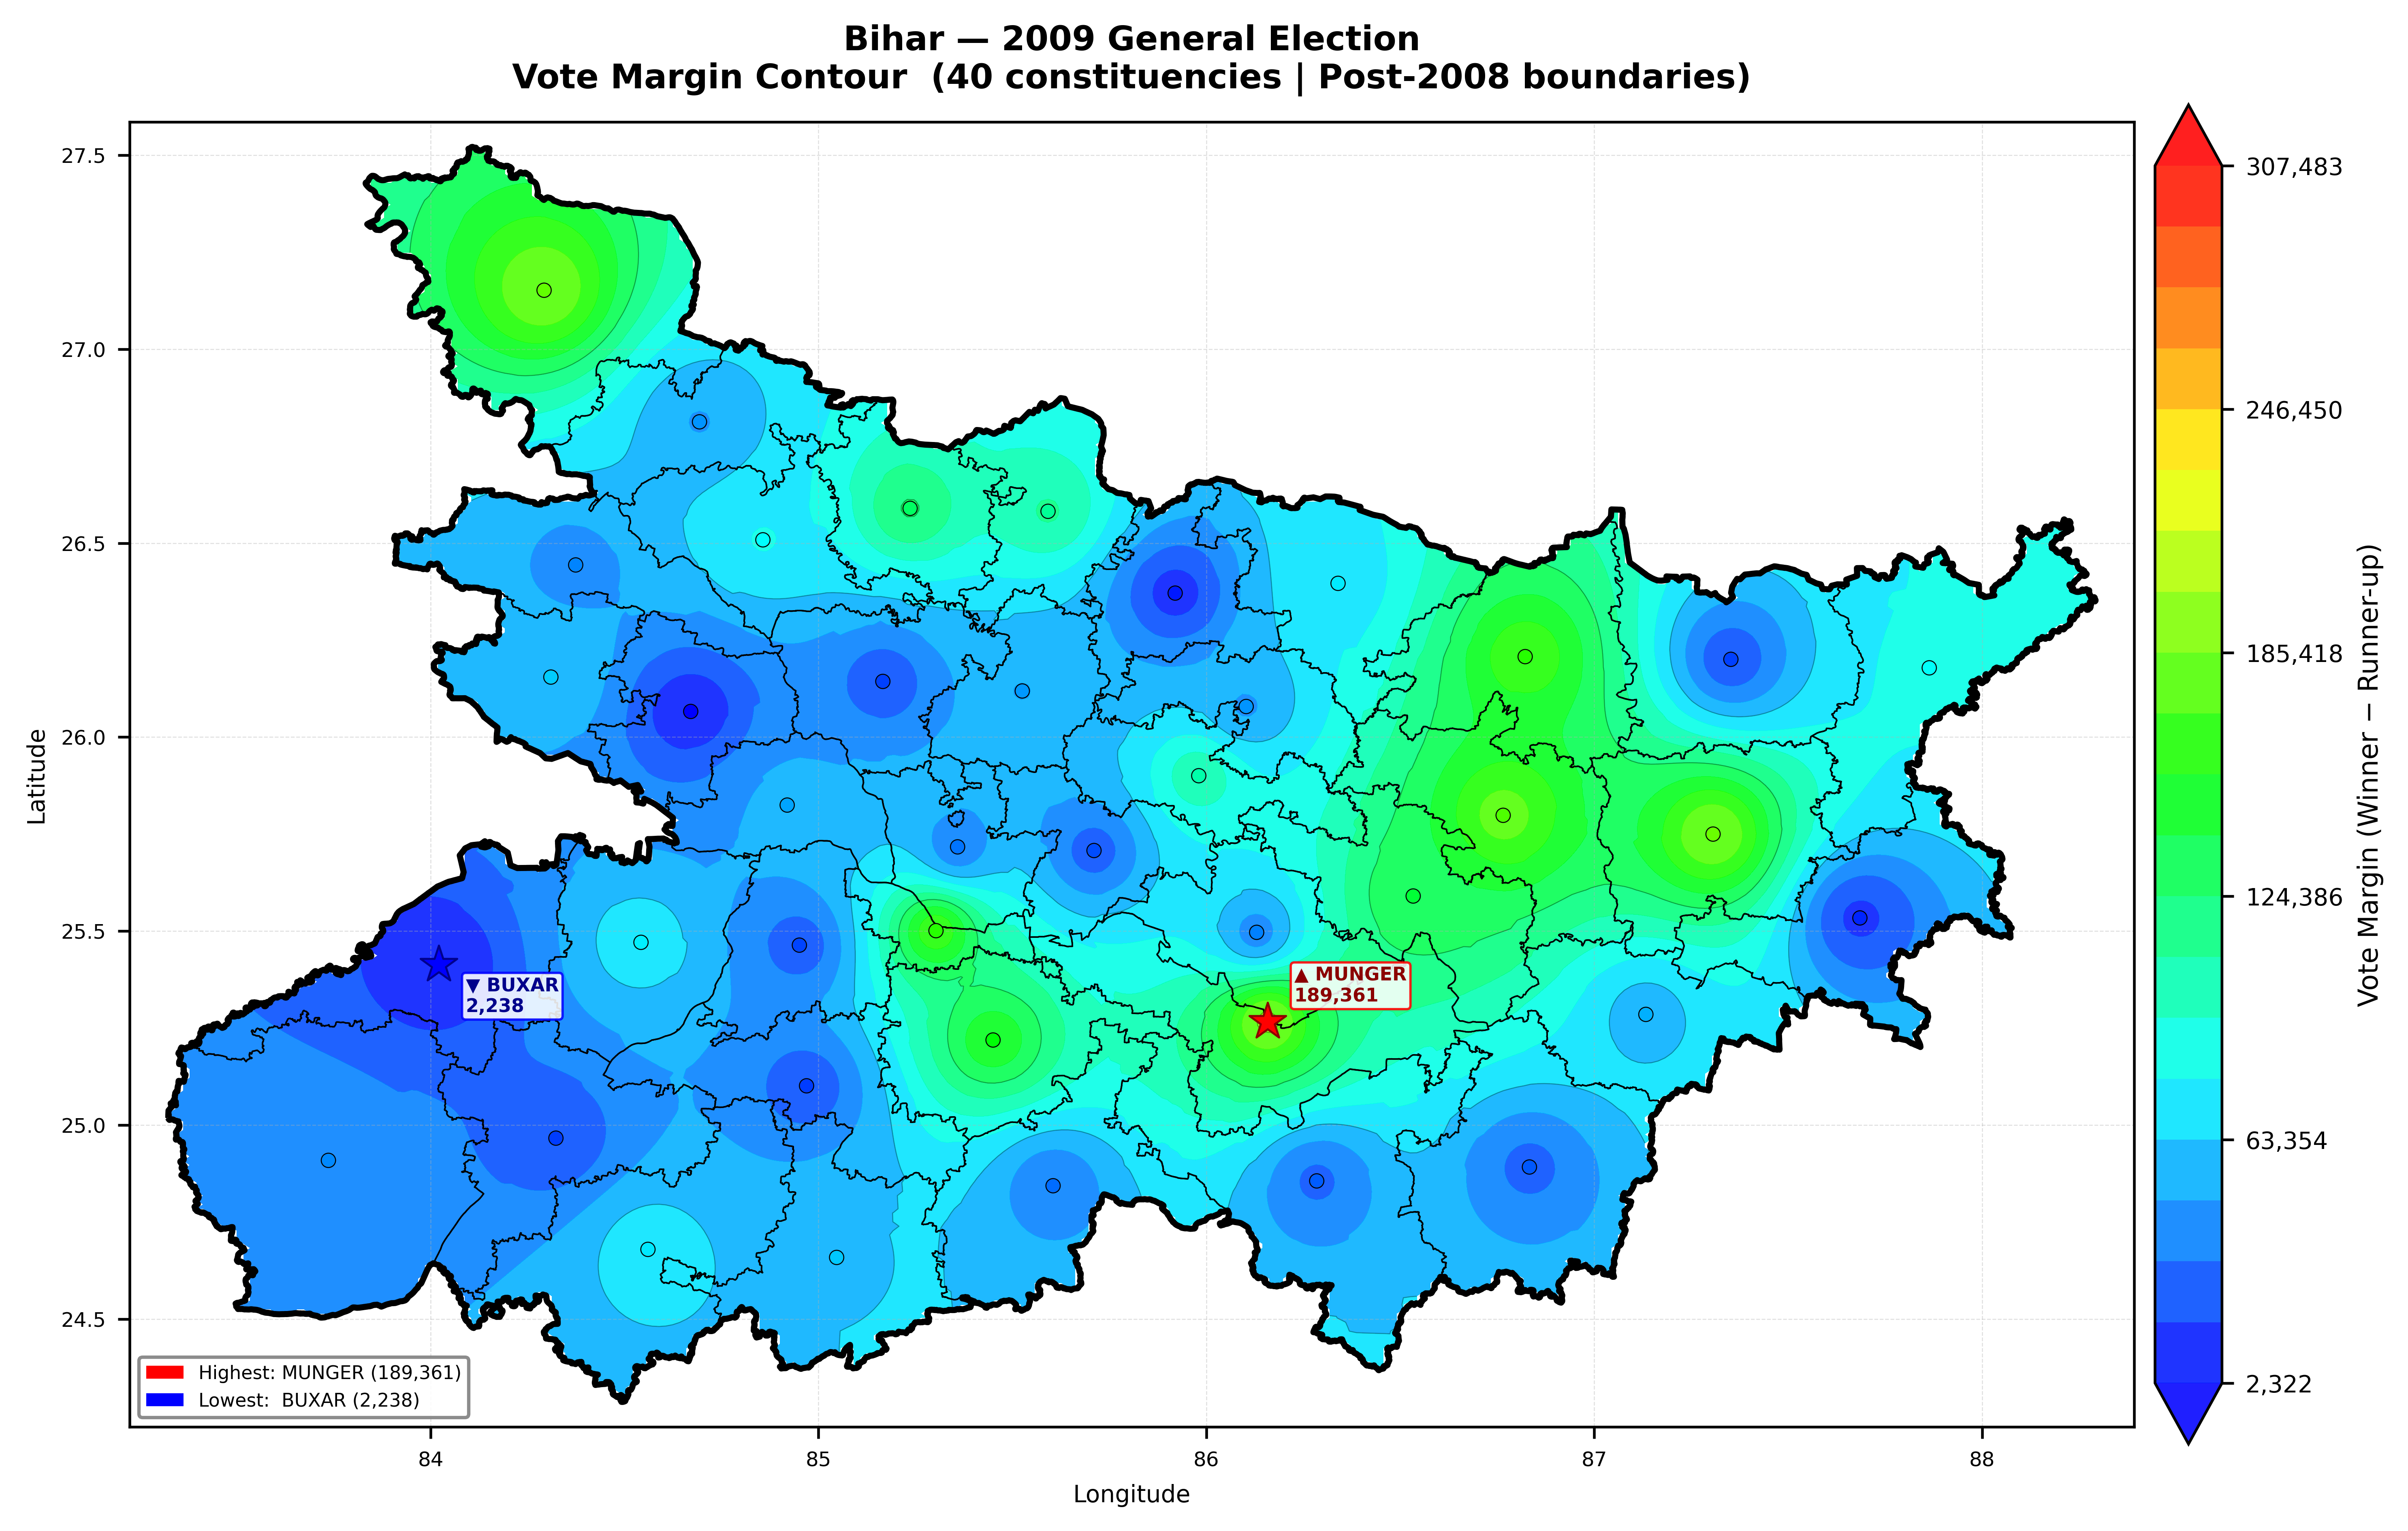 Bihar — 2009 General Election
Vote Margin Contour (40 constituencies | Post-2008 boundaries)
27.5
27.0
26.5
26.0
25.5
25.0
24.5
Latitude
84
85
86
87
88
Longitude
▼ BUXAR
2,238
▲ MUNGER
189,361
Highest: MUNGER (189,361)
Lowest: BUXAR (2,238)
307,483
246,450
185,418
124,386
63,354
2,322
Vote Margin (Winner − Runner-up)